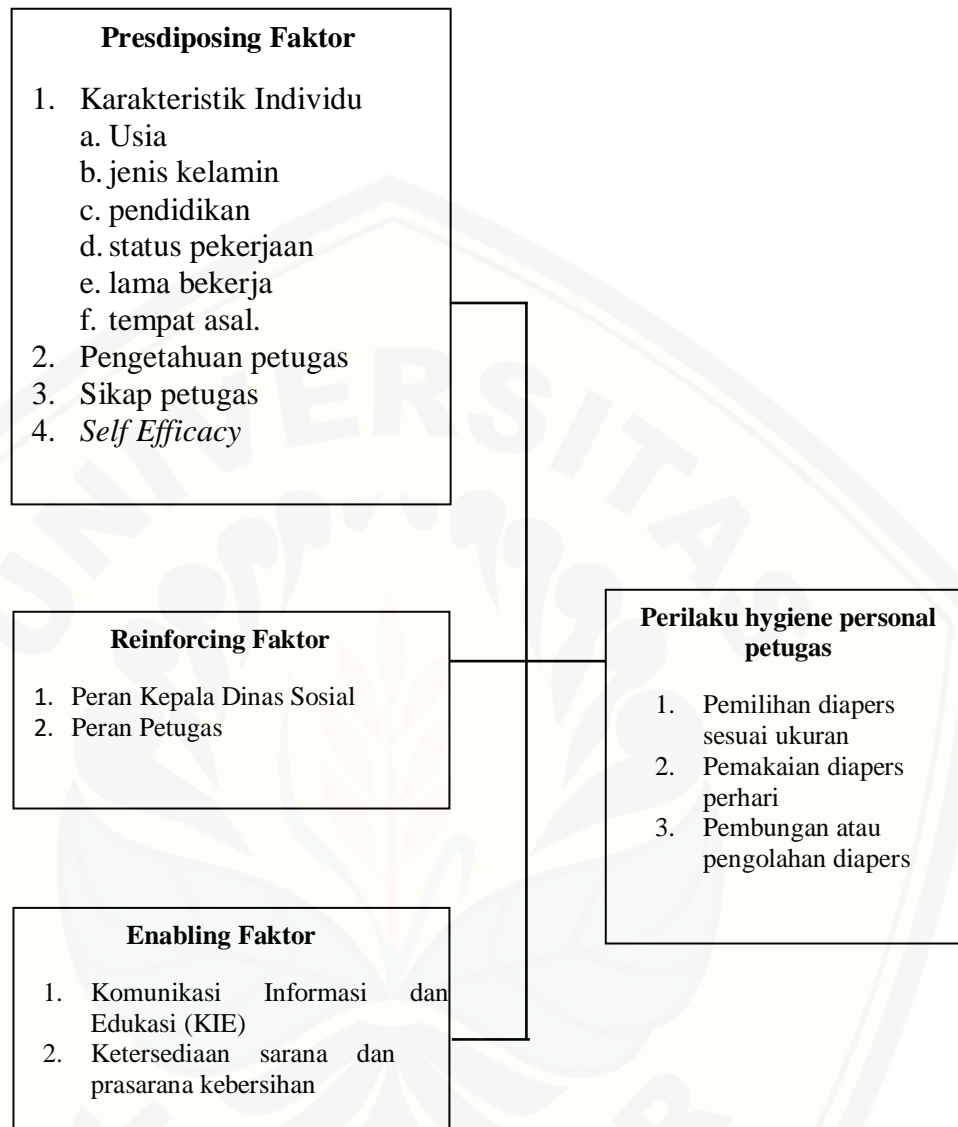 Presdiposing Faktor
1. Karakteristik Individu
a. Usia
b. jenis kelamin
c. pendidikan
d. status pekerjaan
e. lama bekerja
f. tempat asal.
2. Pengetahuan petugas
3. Sikap petugas
4. Self Efficacy
Reinforcing Faktor
1. Peran Kepala Dinas Sosial
2. Peran Petugas
Enabling Faktor
1. Komunikasi Informasi dan
Edukasi (KIE)
2. Ketersediaan sarana dan
prasarana kebersihan
Perilaku hygiene personal
petugas
1. Pemilihan diapers
sesuai ukuran
2. Pemakaian diapers
perhari
3. Pembungan atau
pengolahan diapers
UNIVERSITAS